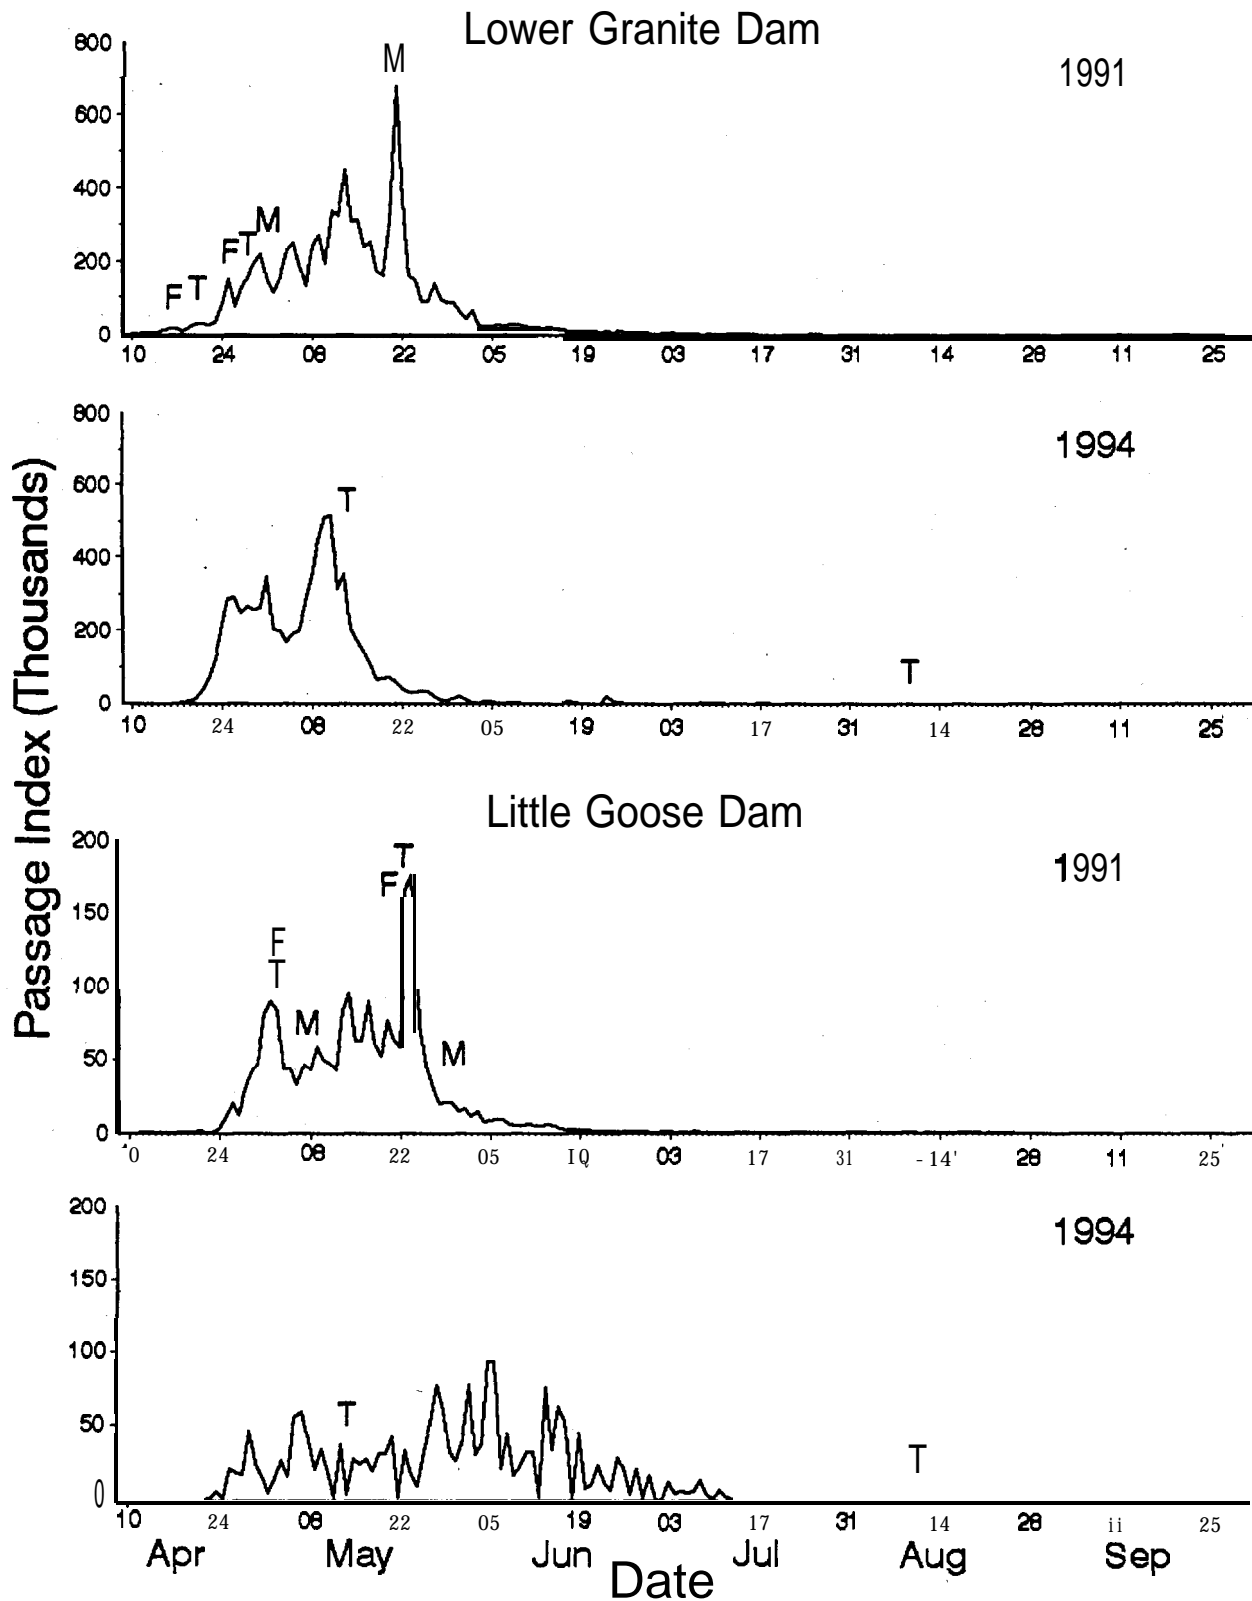 Lower Granite Dam
1991
M
800
600
400
200
0
F T F T M
10 24 08 22 05 19 03 17 31 14 28 11 25
1994
800
600
400
200
0
T
T
10 24 08 22 05 19 03 17 31 14 28 11 25
Passage Index (Thousands)
Little Goose Dam
1991
200
150
100
50
0
F
T
M
T
F
M
0 24 08 22 05 IQ 03 17 31 -14' 28 11 25'
1994
200
150
100
50
0
T
T
10 24 08 22 05 19 03 17 31 14 28 ii 25
Apr May Jun Jul Aug Sep
Date